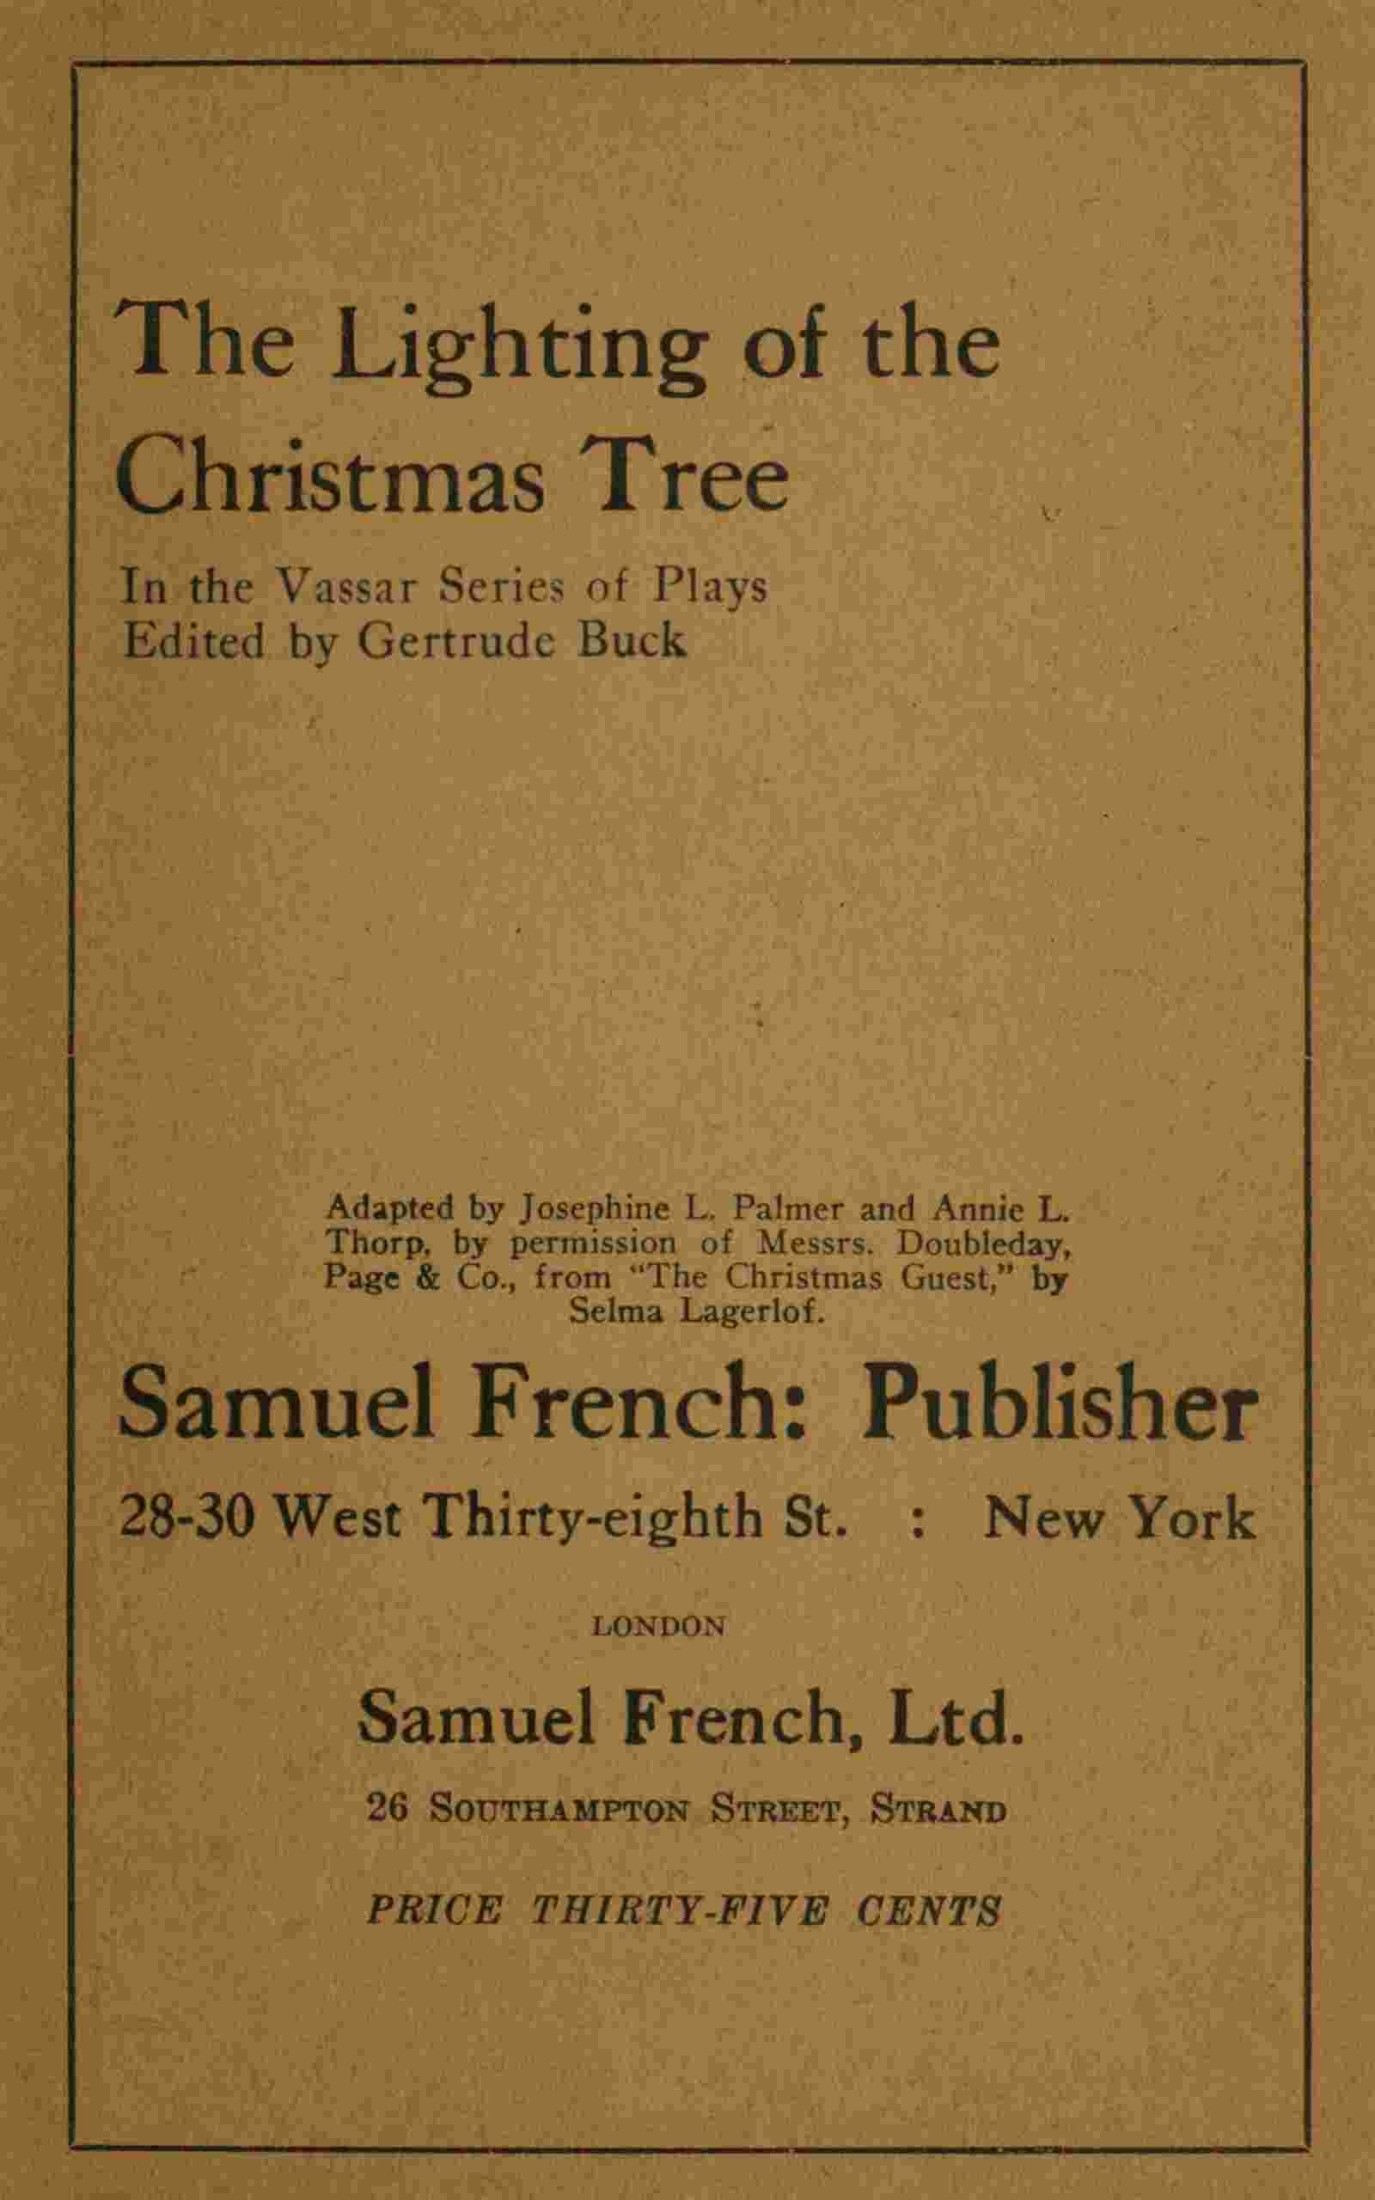 The Lighting of the
Christmas Tree
In the Vassar Series of Plays
Edited by Gertrude Buck
Adapted by Josephine L. Palmer and Annie L.
Thorp, by permission of Messrs. Doubleday,
Page & Co., from "The Christmas Guest," by
Selma Lagerlof.
Samuel French: Publisher
28-30 West Thirty-eighth St. : New York
LONDON
Samuel French, Ltd.
26 SOUTHAMPTON STREET, STRAND
PRICE THIRTY-FIVE CENTS